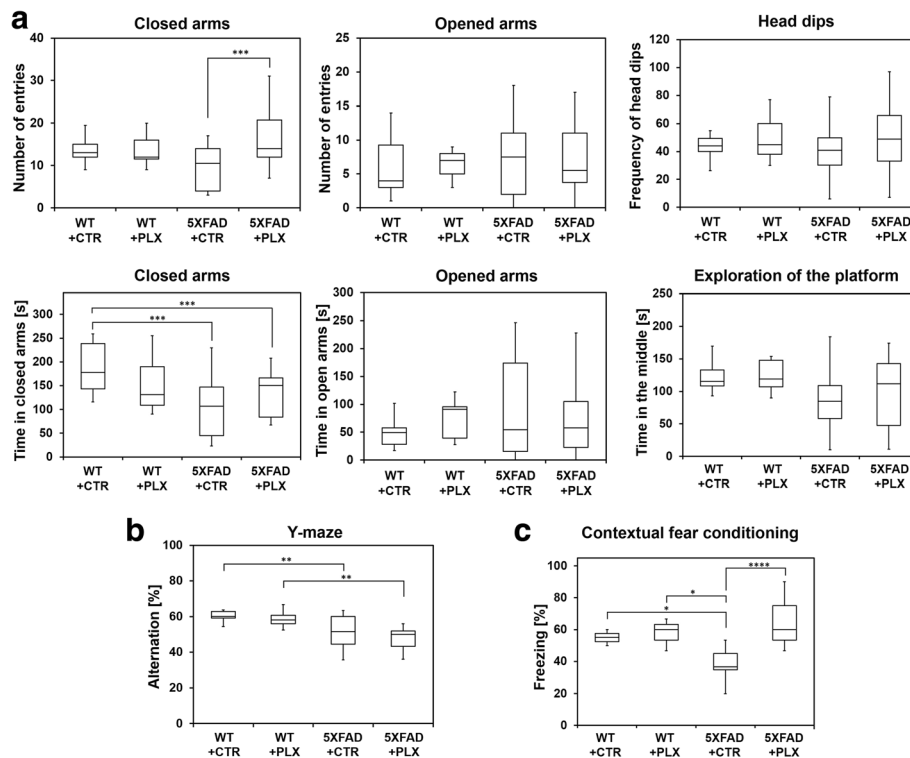 a
Closed arms
Number of entries
40
30
20
10
0
***
WT +CTR
WT +PLX
5XFAD +CTR
5XFAD +PLX
Opened arms
Number of entries
25
20
15
10
5
0
WT +CTR
WT +PLX
5XFAD +CTR
5XFAD +PLX
Head dips
Frequency of head dips
120
100
80
60
40
20
0
WT +CTR
WT +PLX
5XFAD +CTR
5XFAD +PLX
Closed arms
Time in closed arms [s]
300
250
200
150
100
50
0
***
***
WT +CTR
WT +PLX
5XFAD +CTR
5XFAD +PLX
Opened arms
Time in open arms [s]
300
250
200
150
100
50
0
WT +CTR
WT +PLX
5XFAD +CTR
5XFAD +PLX
Exploration of the platform
Time in the middle [s]
250
200
150
100
50
0
WT +CTR
WT +PLX
5XFAD +CTR
5XFAD +PLX
b
Y-maze
Alternation [%]
100
80
60
40
20
0
**
**
WT +CTR
WT +PLX
5XFAD +CTR
5XFAD +PLX
c
Contextual fear conditioning
Freezing [%]
100
80
60
40
20
0
****
*
*
WT +CTR
WT +PLX
5XFAD +CTR
5XFAD +PLX